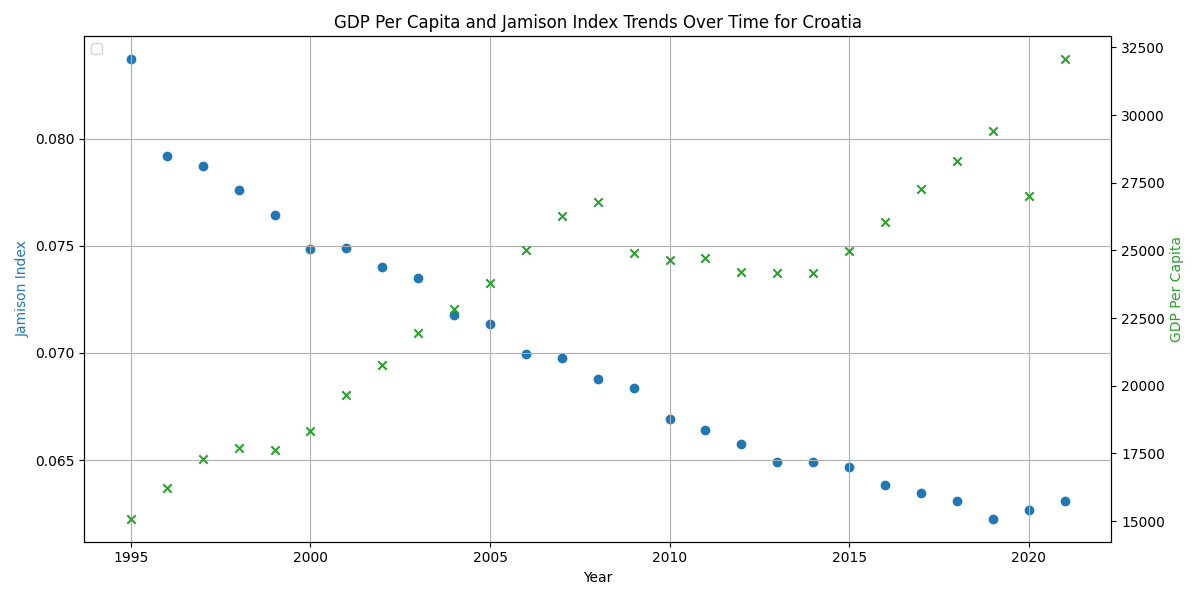 GDP Per Capita and Jamison Index Trends Over Time for Croatia
Jamison Index
0.080
0.075
0.070
0.065
32500
30000
27500
25000
22500
20000
17500
15000
GDP Per Capita
1995 2000 2005 2010 2015 2020
Year